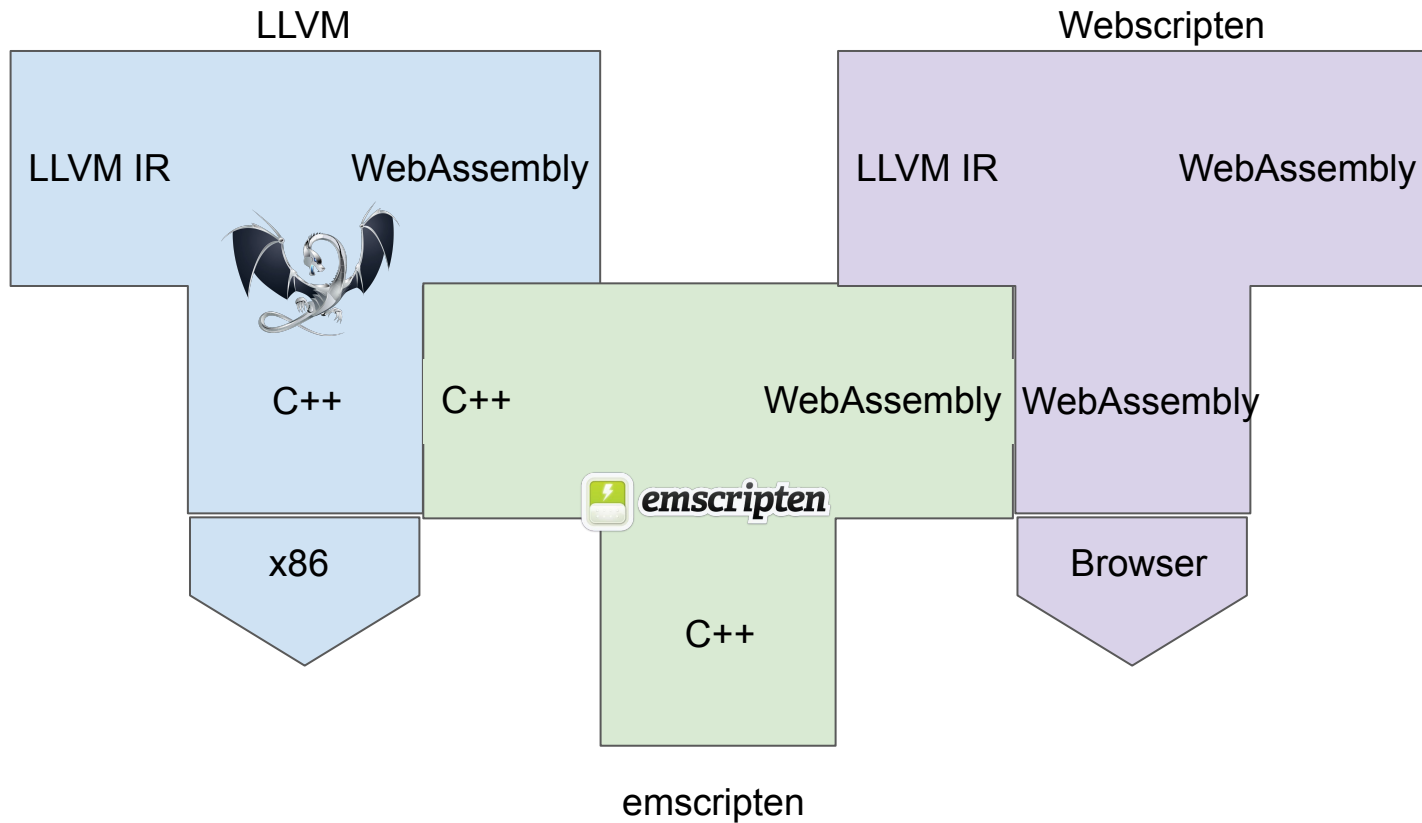 LLVM
Webscripten
LLVM IR
WebAssembly
LLVM IR
WebAssembly
C++
C++
WebAssembly
WebAssembly
emscripten
x86
Browser
C++
emscripten